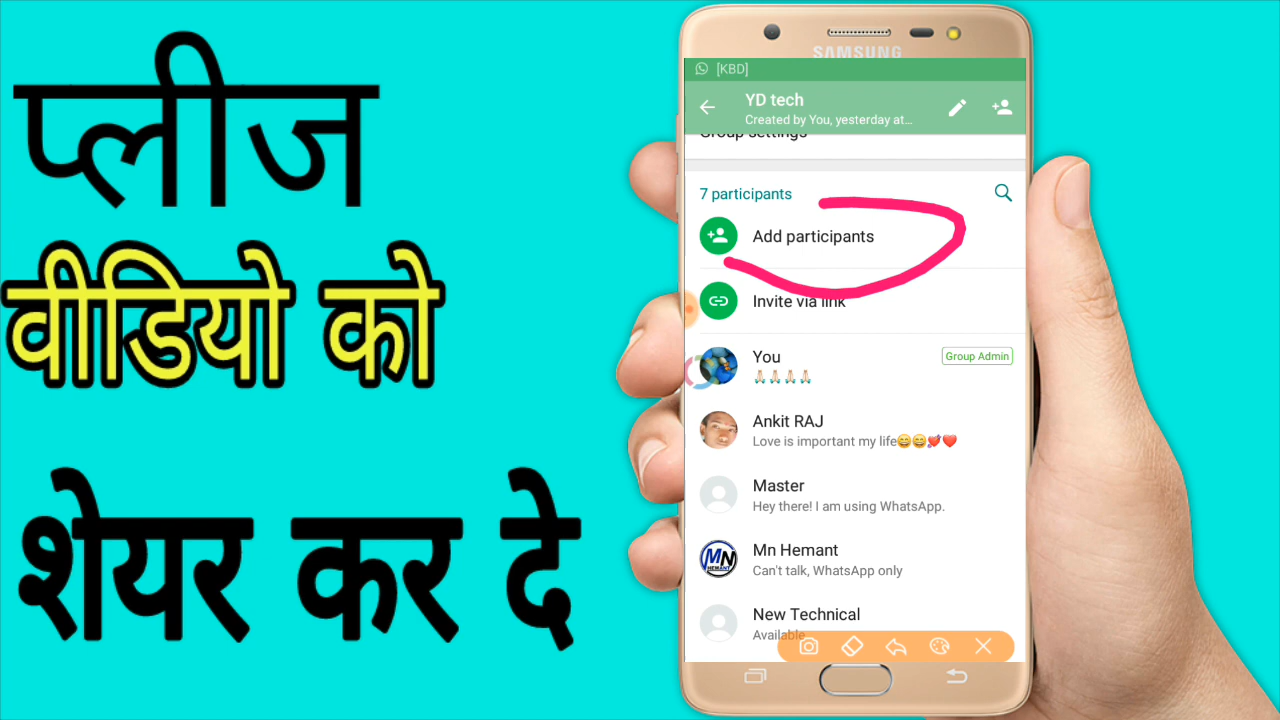 प्लीज
वीडियो को
शेयर कर दे
SAMSUNG
[KBD]
YD tech
Created by You, yesterday at...
Group settings
7 participants
Add participants
Invite via link
You
Group Admin
🙏🏻🙏🏻🙏🏻🙏🏻
Ankit RAJ
Love is important my life😄😄💘❤️
Master
Hey there! I am using WhatsApp.
MN
HEMANT
Mn Hemant
Can't talk, WhatsApp only
New Technical
Available